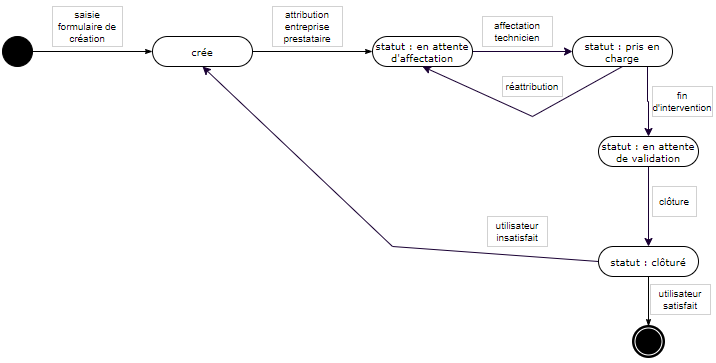 saisie
formulaire de
création
crée
attribution
entreprise
prestataire
statut : en attente
d'affectation
affectation
technicien
statut : pris en
charge
réattribution
fin
d'intervention
statut : en attente
de validation
clôture
utilisateur
insatisfait
statut : clôturé
utilisateur
satisfait